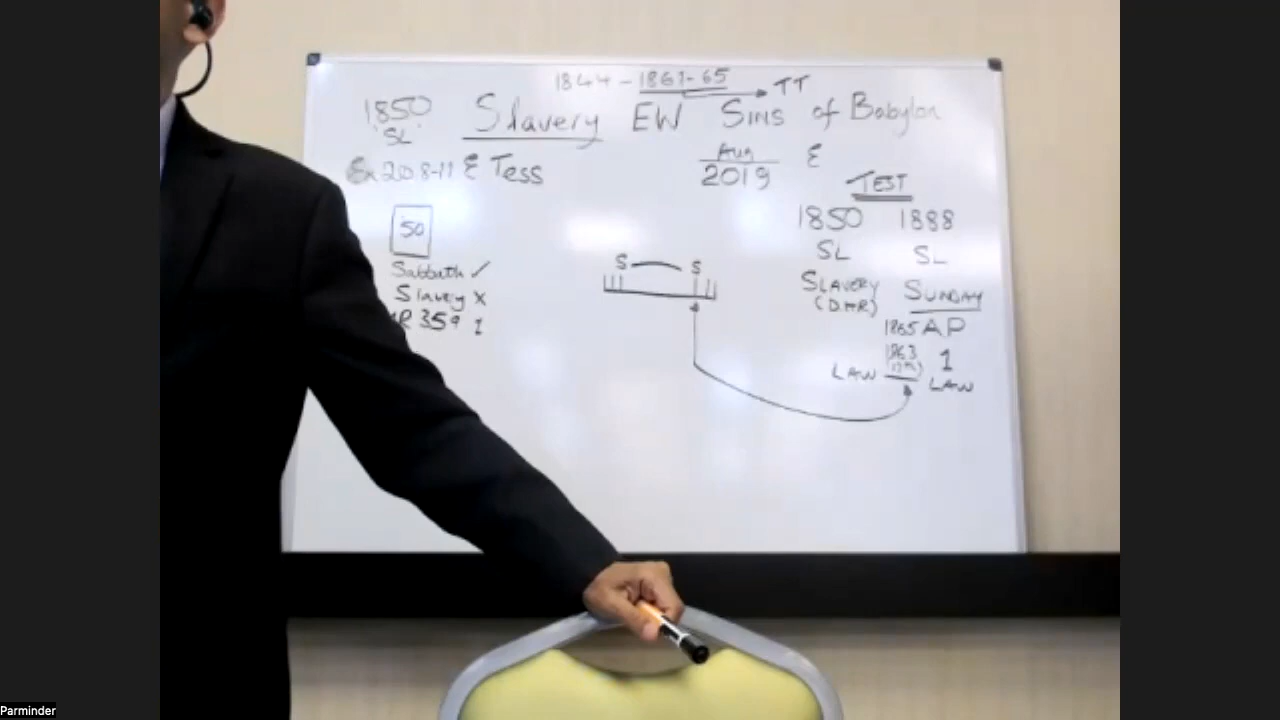 1844 - 1861-65 → TT
1850 Slavery EW Sins of Babylon
"SL"
Ex 20:8-11 E Tess
Aug
2019
E
TEST
1850 1888
50
SL SL
Sabbath ✓
S S
Slavery x
SLAVERY SUNDAY
(DHR)
R 359 1
1865 AP
1863 1
LAW LAW
Parminder